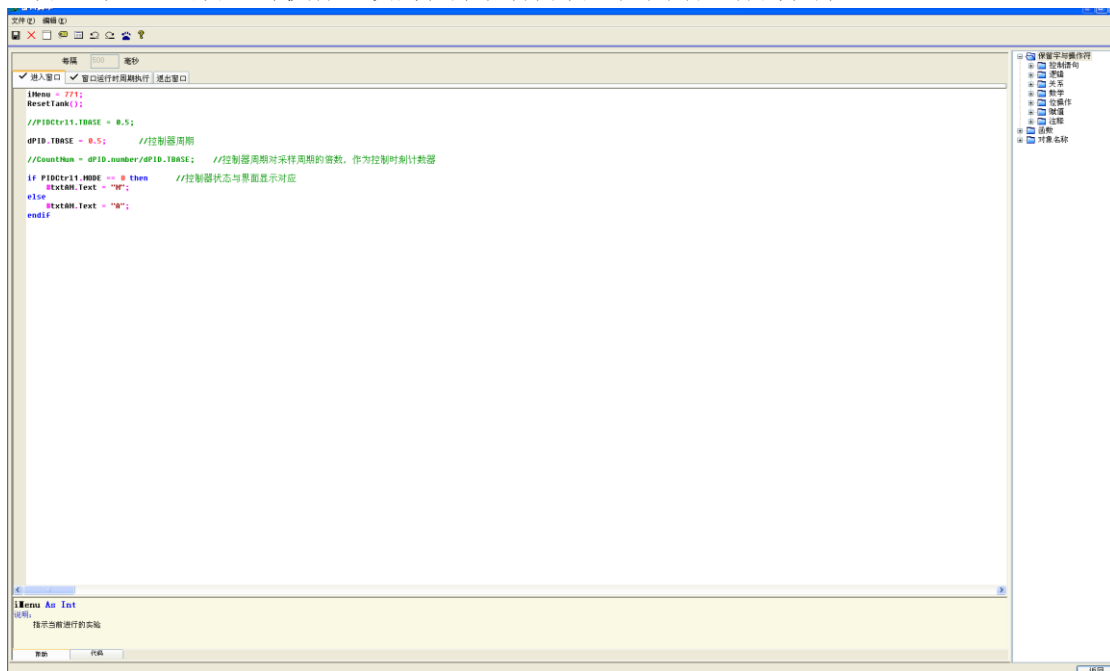 文件(F) 编辑(E)
每隔 500 毫秒
进入窗口 窗口运行时周期执行 退出窗口
iMenu = 771;
ResetTank();
//PIDCtrl1.TBASE = 0.5;
dPID.TBASE = 0.5; //控制器周期
//CountNum = dPID.number/dPID.TBASE; //控制器周期对采样周期的倍数，作为控制时刻计数器
if PIDCtrl1.MODE == 0 then //控制器状态与界面显示对应
#txtAM.Text = "M";
else
#txtAM.Text = "A";
endif
保留字与操作符
控制语句
逻辑
关系
数学
位操作
赋值
注释
函数
对象名称
iMenu As Int
说明:
指示当前进行的实验
帮助 代码
返回